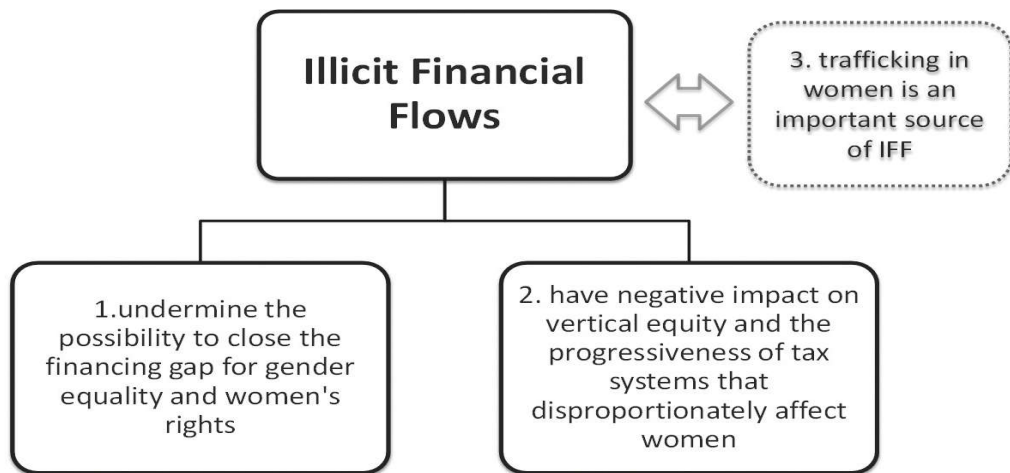 Illicit Financial
Flows
3. trafficking in
women is an
important source
of IFF
1.undermine the
possibility to close the
financing gap for gender
equality and women's
rights
2. have negative impact on
vertical equity and the
progressiveness of tax
systems that
disproportionately affect
women